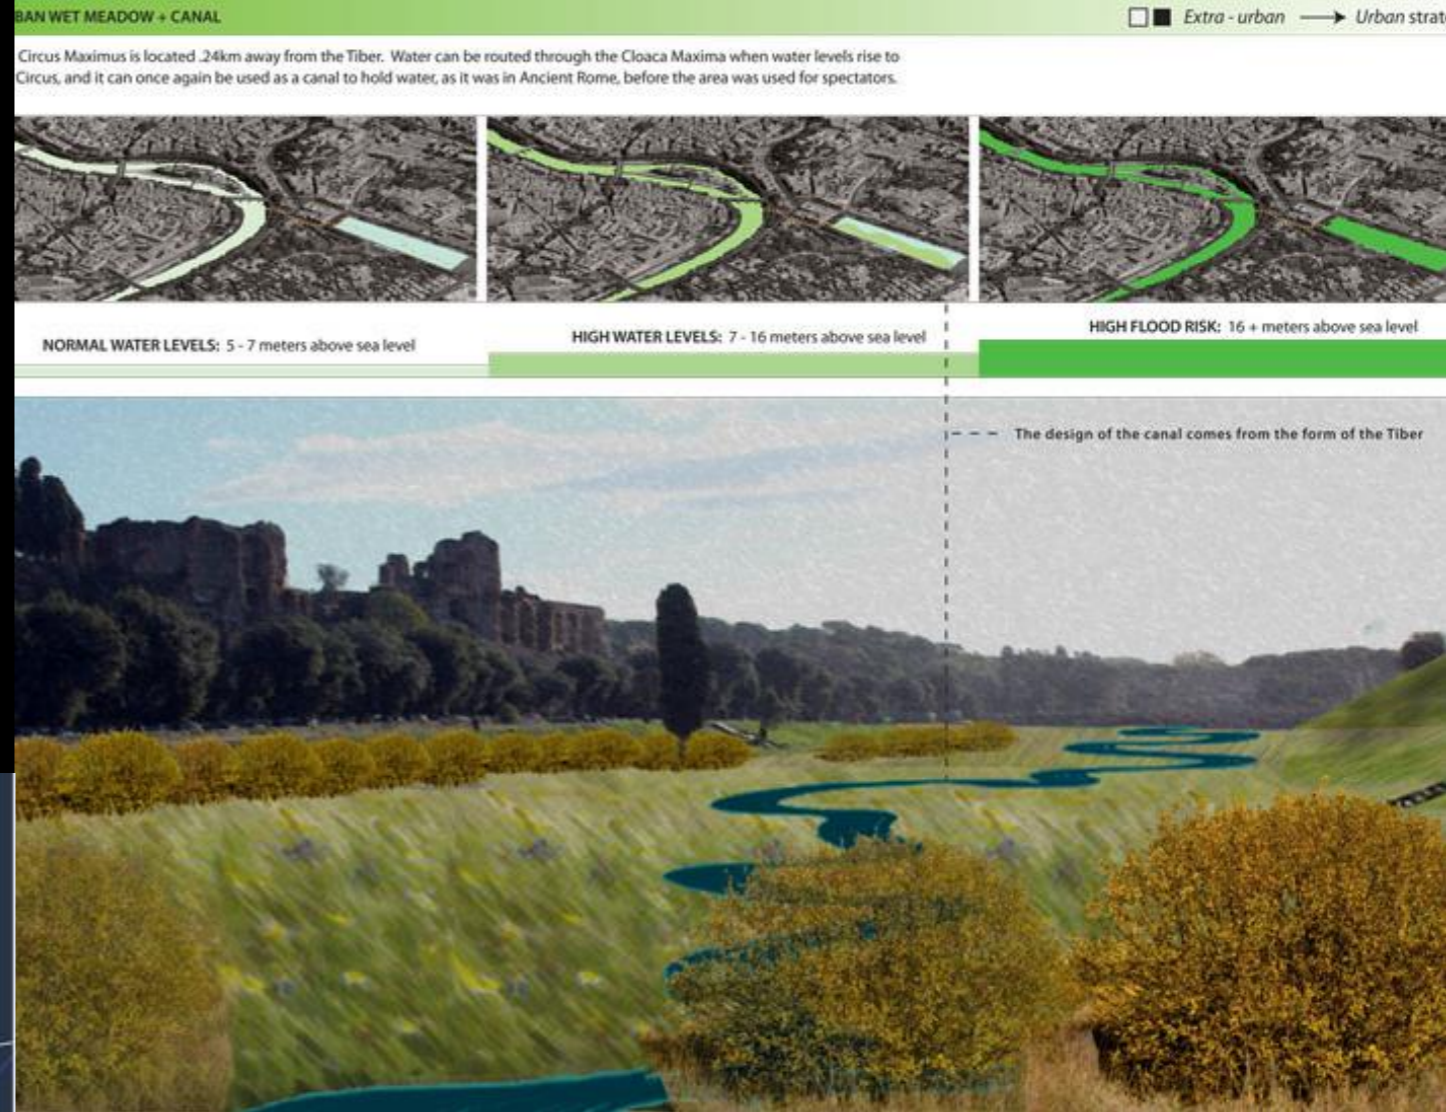 BAN WET MEADOW + CANAL
Extra - urban → Urban strat
Circus Maximus is located .24km away from the Tiber. Water can be routed through the Cloaca Maxima when water levels rise to
Circus, and it can once again be used as a canal to hold water, as it was in Ancient Rome, before the area was used for spectators.
NORMAL WATER LEVELS: 5 - 7 meters above sea level
HIGH WATER LEVELS: 7 - 16 meters above sea level
HIGH FLOOD RISK: 16 + meters above sea level
The design of the canal comes from the form of the Tiber